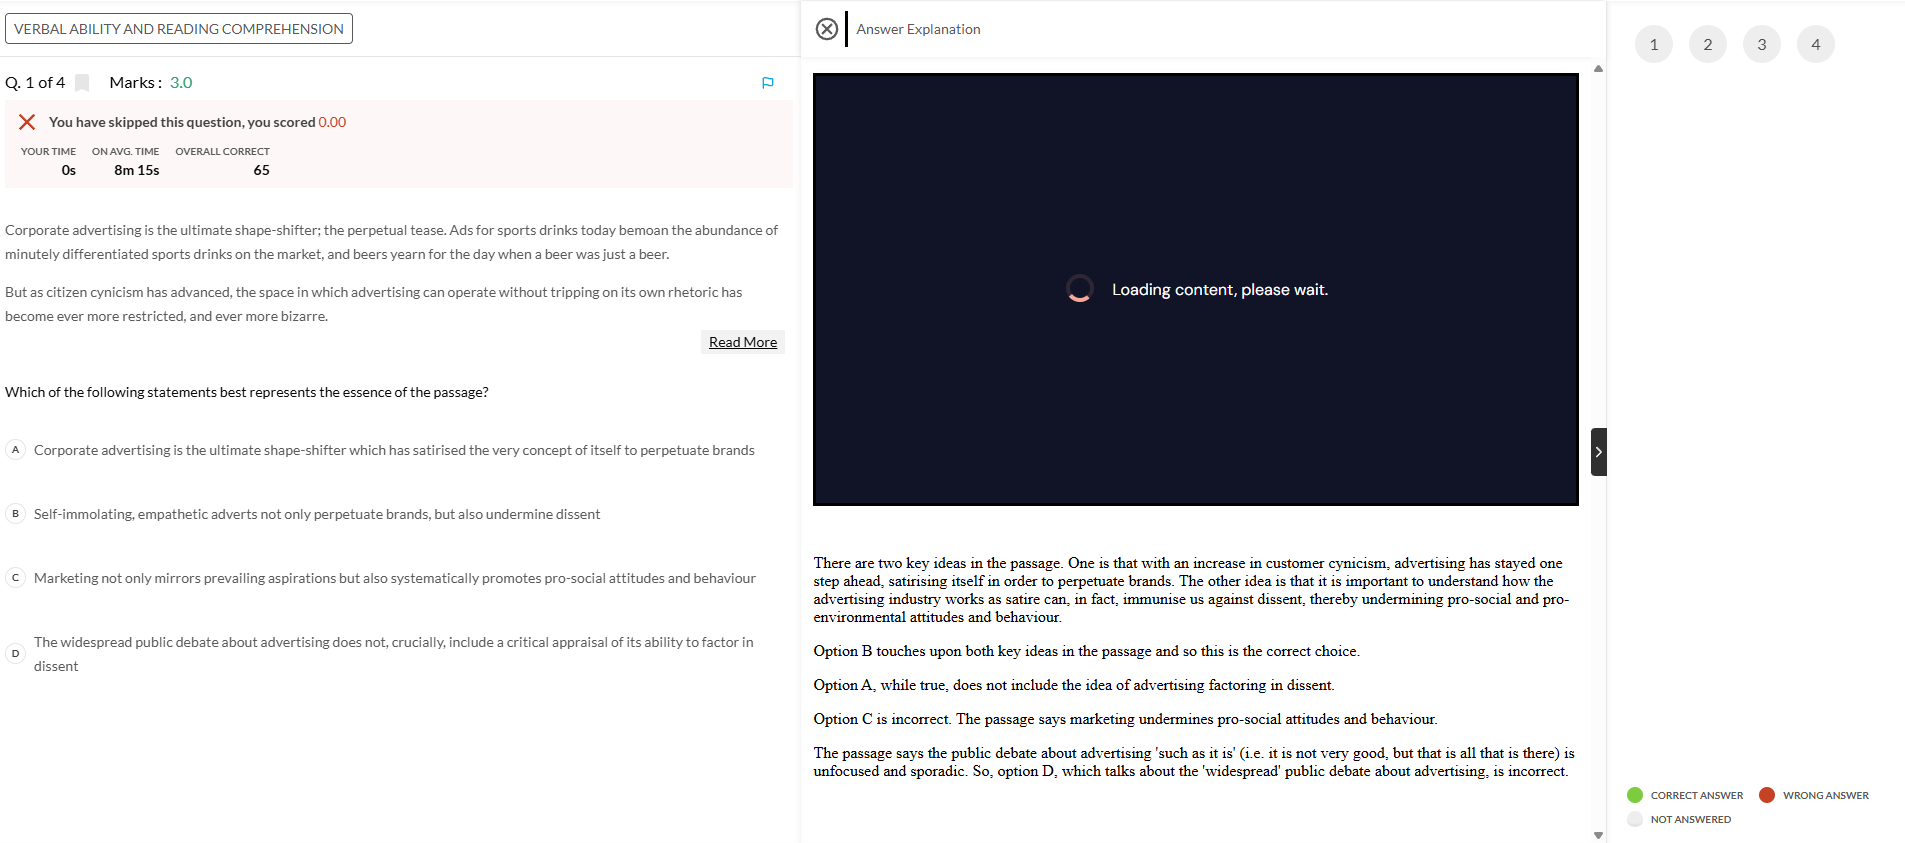 VERBAL ABILITY AND READING COMPREHENSION
Q. 1 of 4 Marks : 3.0
You have skipped this question, you scored 0.00
YOUR TIME ON AVG. TIME OVERALL CORRECT
0s 8m 15s 65
Corporate advertising is the ultimate shape-shifter; the perpetual tease. Ads for sports drinks today bemoan the abundance of
minutely differentiated sports drinks on the market, and beers yearn for the day when a beer was just a beer.
But as citizen cynicism has advanced, the space in which advertising can operate without tripping on its own rhetoric has
become ever more restricted, and ever more bizarre.
Read More
Which of the following statements best represents the essence of the passage?
A Corporate advertising is the ultimate shape-shifter which has satirised the very concept of itself to perpetuate brands
B Self-immolating, empathetic adverts not only perpetuate brands, but also undermine dissent
C Marketing not only mirrors prevailing aspirations but also systematically promotes pro-social attitudes and behaviour
D The widespread public debate about advertising does not, crucially, include a critical appraisal of its ability to factor in
dissent
Answer Explanation
Loading content, please wait.
There are two key ideas in the passage. One is that with an increase in customer cynicism, advertising has stayed one
step ahead, satirising itself in order to perpetuate brands. The other idea is that it is important to understand how the
advertising industry works as satire can, in fact, immunise us against dissent, thereby undermining pro-social and pro-
environmental attitudes and behaviour.
Option B touches upon both key ideas in the passage and so this is the correct choice.
Option A, while true, does not include the idea of advertising factoring in dissent.
Option C is incorrect. The passage says marketing undermines pro-social attitudes and behaviour.
The passage says the public debate about advertising 'such as it is' (i.e. it is not very good, but that is all that is there) is
unfocused and sporadic. So, option D, which talks about the 'widespread' public debate about advertising, is incorrect.
1 2 3 4
CORRECT ANSWER WRONG ANSWER
NOT ANSWERED